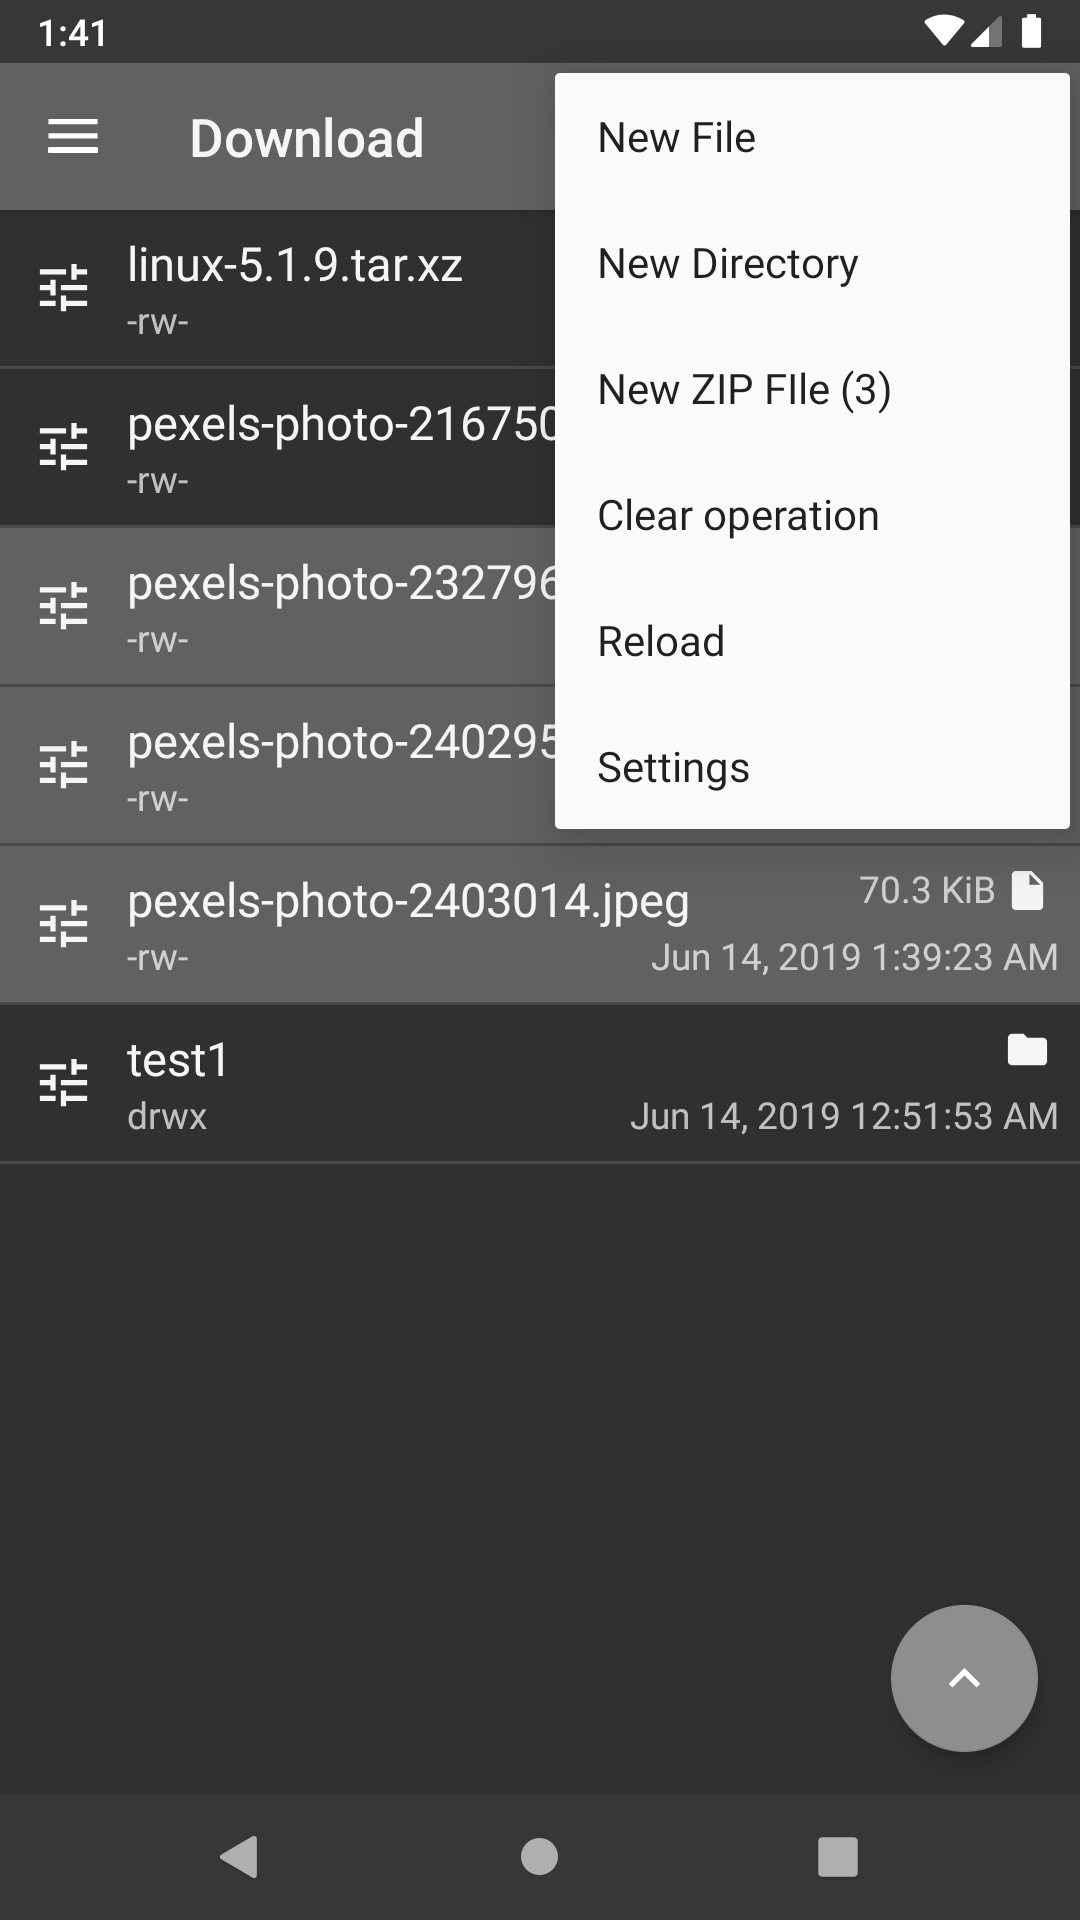 1:41
Download
New File
New Directory
New ZIP FIle (3)
Clear operation
Reload
Settings
linux-5.1.9.tar.xz
-rw-
pexels-photo-216750
-rw-
pexels-photo-232796
-rw-
pexels-photo-240295
-rw-
pexels-photo-2403014.jpeg
70.3 KiB
-rw-
Jun 14, 2019 1:39:23 AM
test1
drwx
Jun 14, 2019 12:51:53 AM